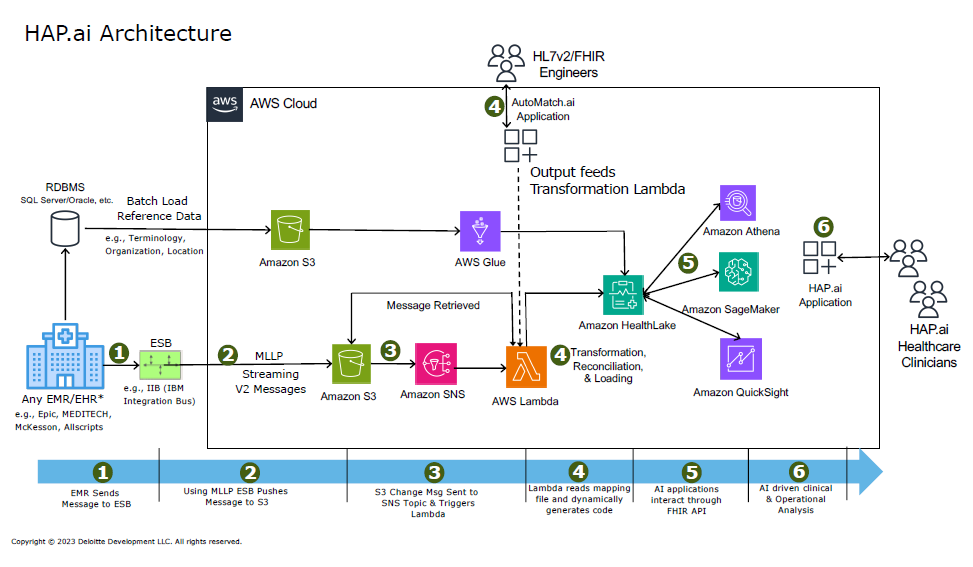 HAP.ai Architecture
HL7v2/FHIR
Engineers
aws
AWS Cloud
4
AutoMatch.ai
Application
Output feeds
Transformation Lambda
RDBMS
SQL Server/Oracle, etc.
Batch Load
Reference Data
e.g., Terminology,
Organization, Location
Amazon S3
AWS Glue
Amazon Athena
5
Amazon SageMaker
Amazon HealthLake
Amazon QuickSight
6
HAP.ai
Application
HAP.ai
Healthcare
Clinicians
Message Retrieved
1
ESB
e.g., IIB (IBM
Integration Bus)
2
MLLP
Streaming
V2 Messages
Amazon S3
3
Amazon SNS
AWS Lambda
4
Transformation,
Reconciliation,
& Loading
Any EMR/EHR*
e.g., Epic, MEDITECH,
McKesson, Allscripts
1
EMR Sends
Message to ESB
2
Using MLLP ESB Pushes
Message to S3
3
S3 Change Msg Sent to
SNS Topic & Triggers
Lambda
4
Lambda reads mapping
file and dynamically
generates code
5
AI applications
interact through
FHIR API
6
AI driven clinical
& Operational
Analysis
Copyright © 2023 Deloitte Development LLC. All rights reserved.